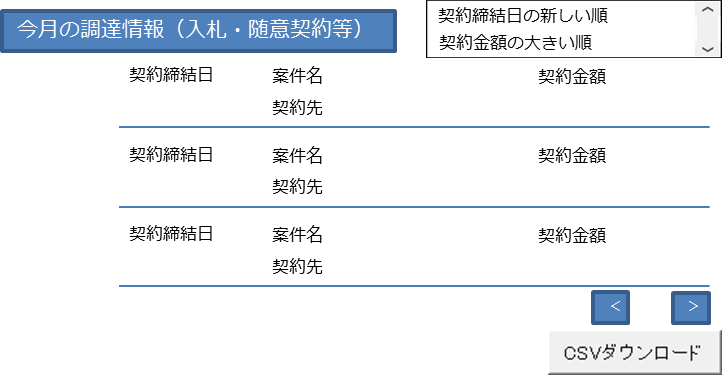 今月の調達情報（入札・随意契約等）
契約締結日の新しい順
契約金額の大きい順
契約締結日 案件名 契約金額
契約先
契約締結日 案件名 契約金額
契約先
契約締結日 案件名 契約金額
契約先
< >
CSVダウンロード